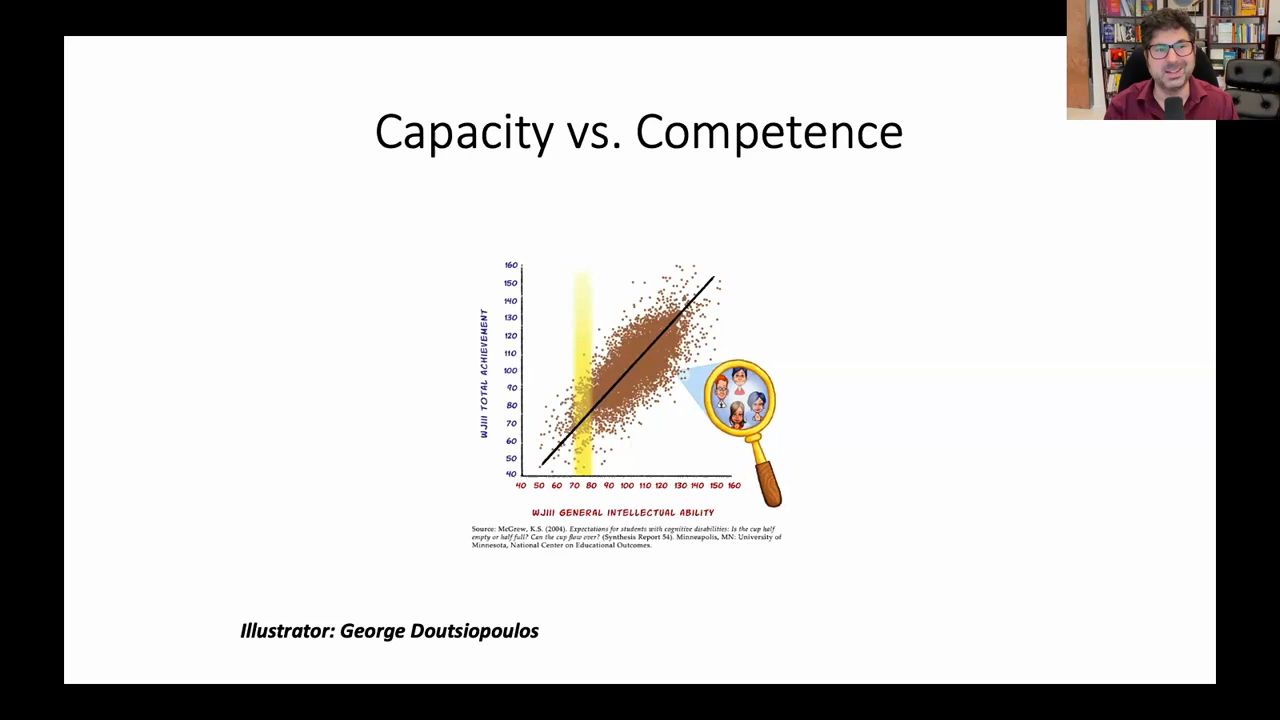 Capacity vs. Competence
160
150
140
130
120
110
100
90
80
70
60
50
40
WJIII TOTAL ACHIEVEMENT
40 50 60 70 80 90 100 110 120 130 140 150 160
WJIII GENERAL INTELLECTUAL ABILITY
Source: McGrew, K.S. (2004). Expectations for students with cognitive disabilities: Is the cup half
empty or half full? Can the cup flow over? (Synthesis Report 54). Minneapolis, MN: University of
Minnesota, National Center on Educational Outcomes.
Illustrator: George Doutsiopoulos